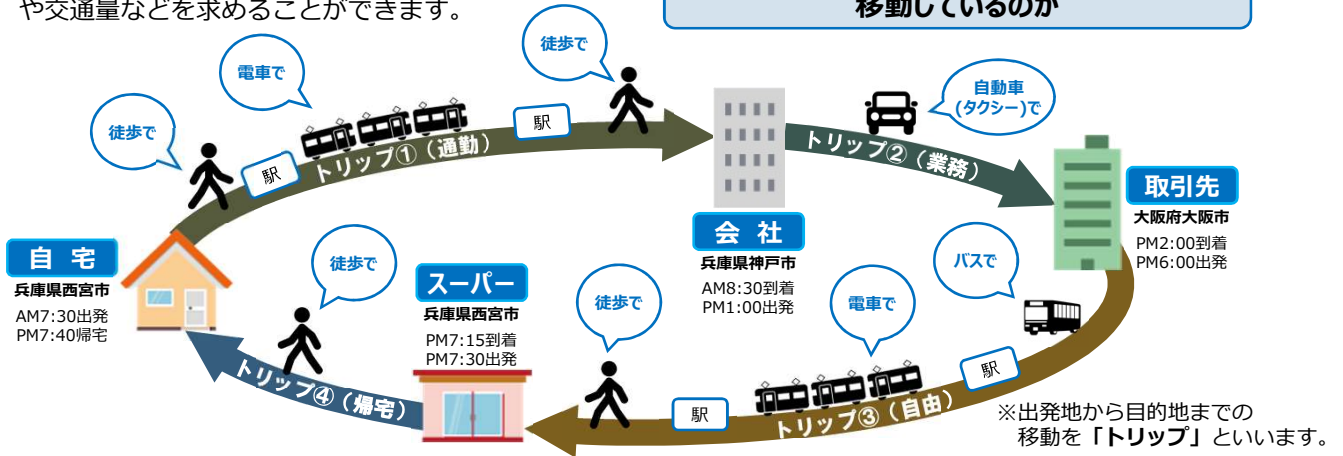 や交通量などを求めることができます。
移動しているのか
徒歩で
電車で
徒歩で
自動車
(タクシー)で
駅
駅
トリップ①（通勤）
トリップ②（業務）
取引先
大阪府大阪市
PM2:00到着
PM6:00出発
会 社
兵庫県神戸市
AM8:30到着
PM1:00出発
自 宅
兵庫県西宮市
AM7:30出発
PM7:40帰宅
徒歩で
スーパー
兵庫県西宮市
PM7:15到着
PM7:30出発
徒歩で
電車で
バスで
駅
駅
トリップ③（自由）
トリップ④（帰宅）
※出発地から目的地までの
移動を「トリップ」といいます。